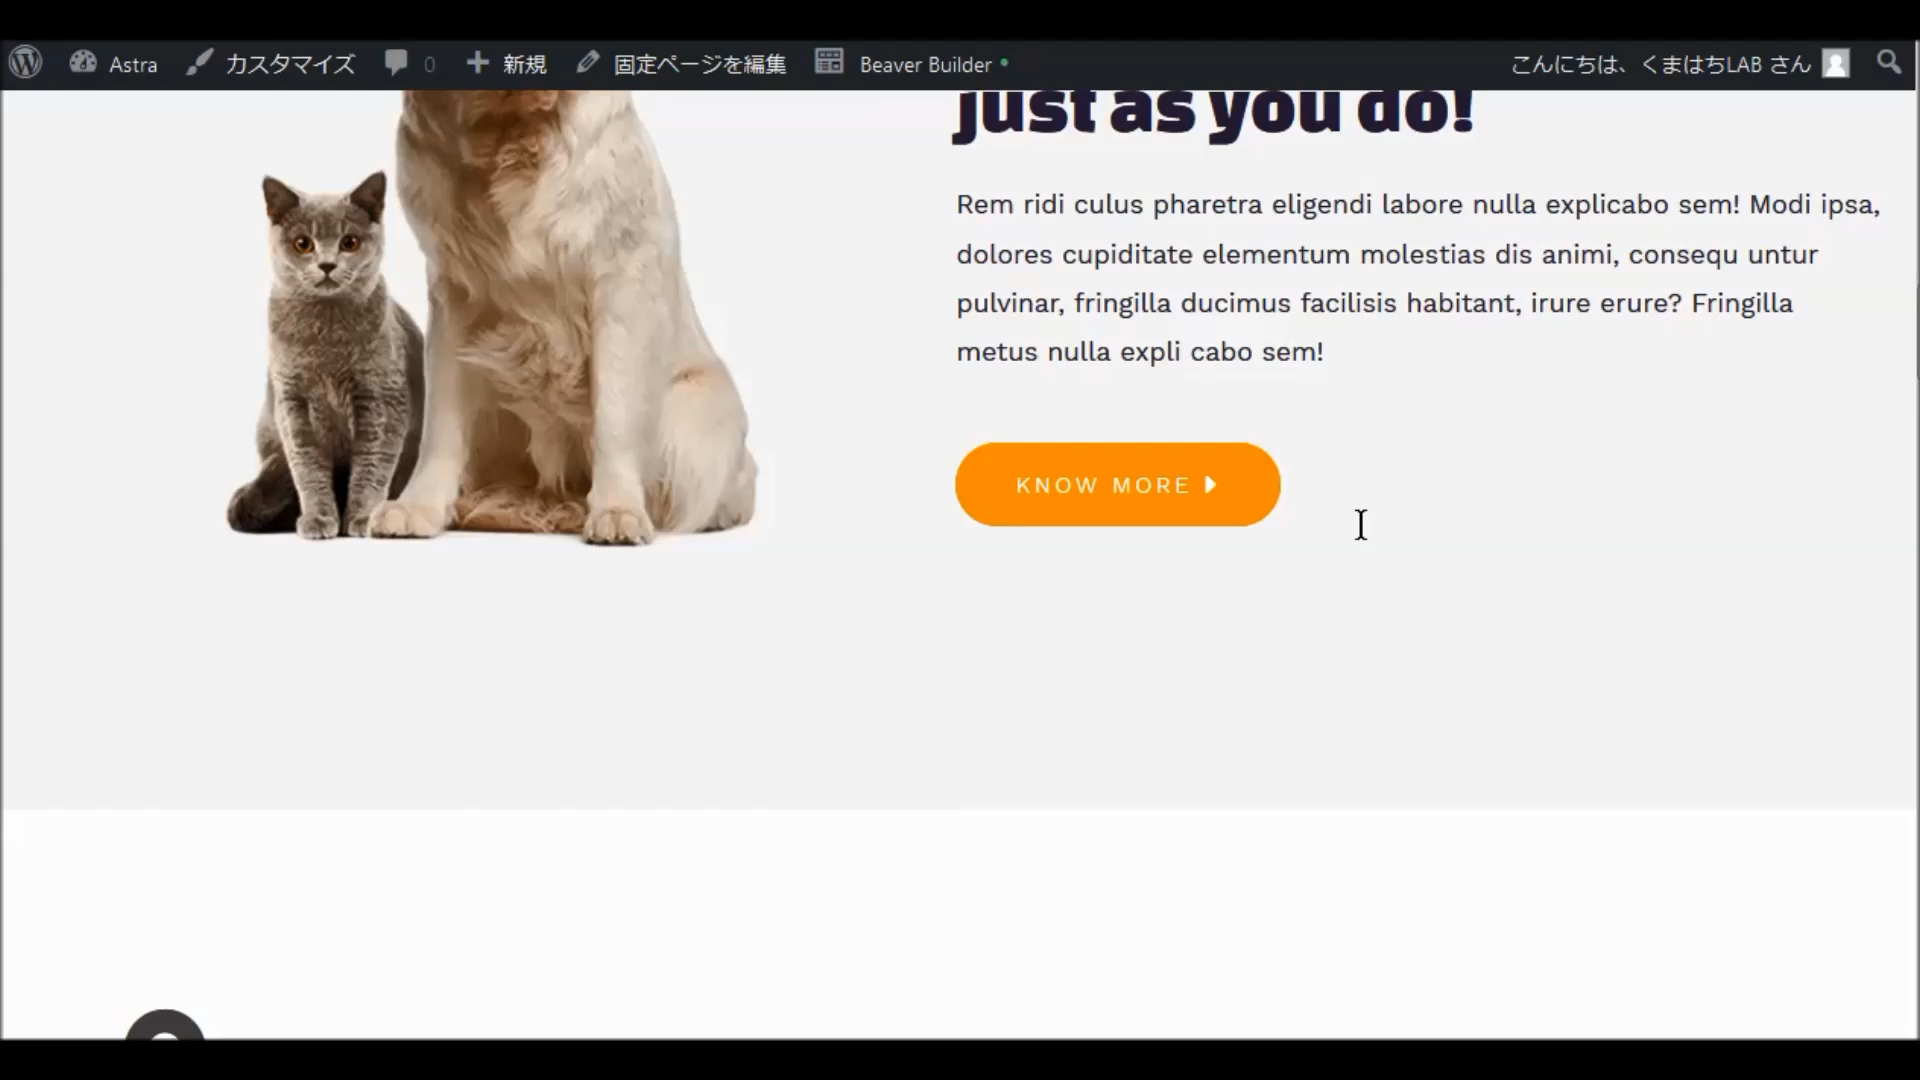 Astra カスタマイズ 0 新規 固定ページを編集 Beaver Builder こんにちは、くまはちLAB さん
just as you do!
Rem ridi culus pharetra eligendi labore nulla explicabo sem! Modi ipsa,
dolores cupiditate elementum molestias dis animi, consequ untur
pulvinar, fringilla ducimus facilisis habitant, irure erure? Fringilla
metus nulla expli cabo sem!
KNOW MORE